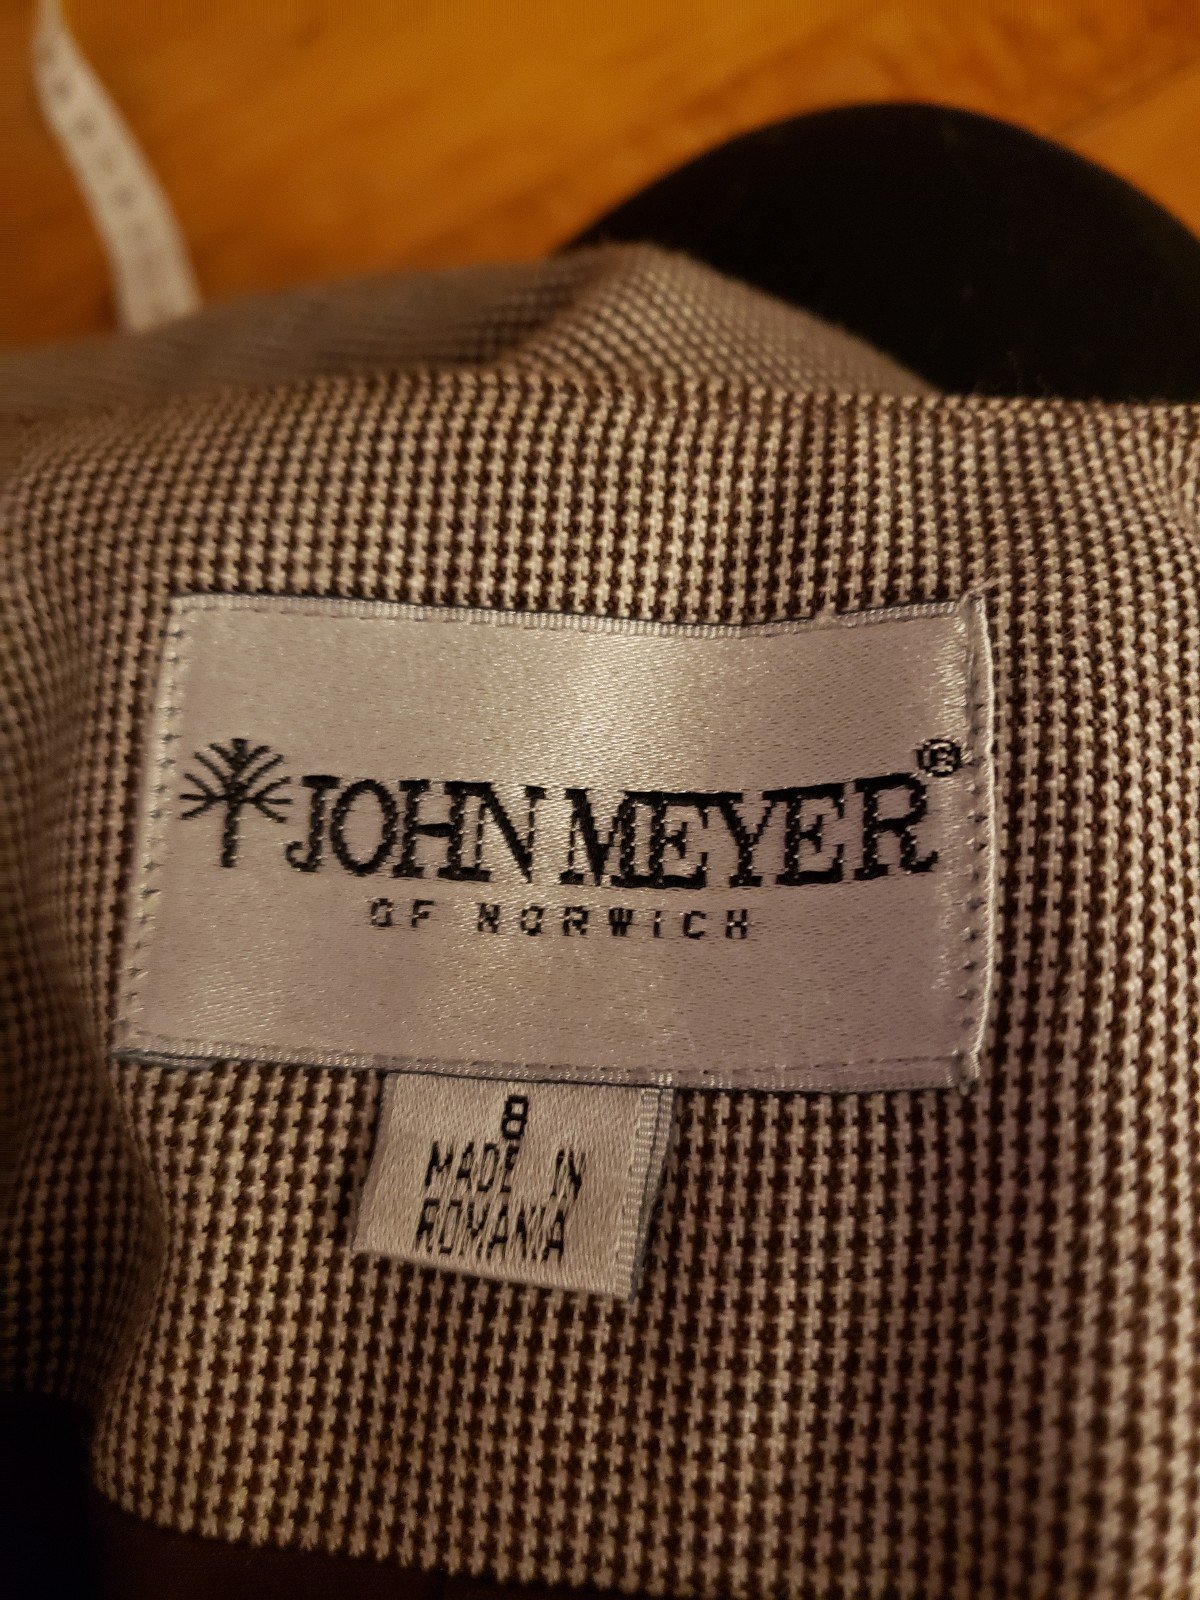 JOHN MEYER®
OF NORWICH
8
MADE IN
ROMANIA